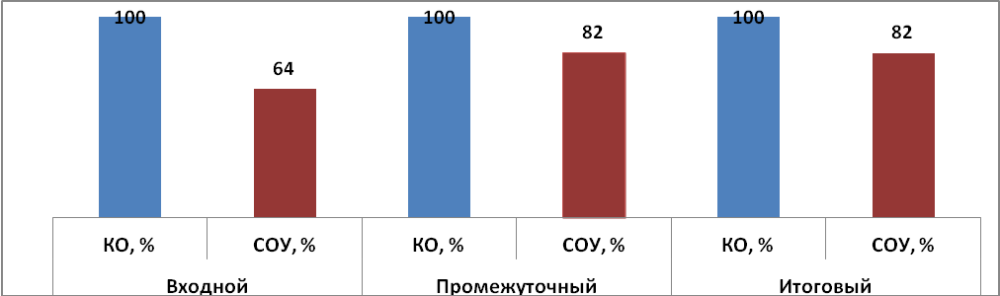 100 100 82 100 82
64
КО, % СОУ, % КО, % СОУ, % КО, % СОУ, %
Входной Промежуточный Итоговый